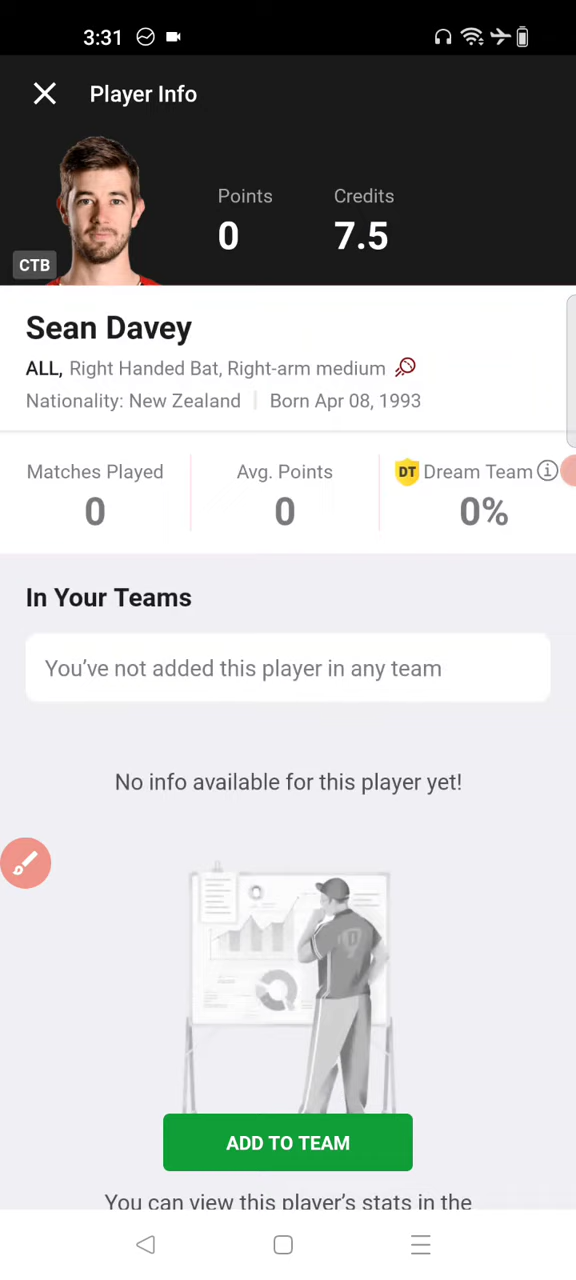 3:31
Player Info
Points Credits
0 7.5
CTB
Sean Davey
ALL, Right Handed Bat, Right-arm medium
Nationality: New Zealand | Born Apr 08, 1993
Matches Played Avg. Points DT Dream Team
0 0 0%
In Your Teams
You’ve not added this player in any team
No info available for this player yet!
ADD TO TEAM
You can view this player’s stats in the